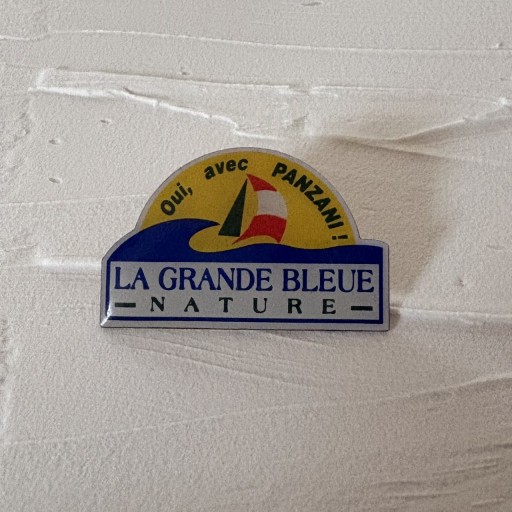 Oui, avec PANZANI !
LA GRANDE BLEUE
NATURE